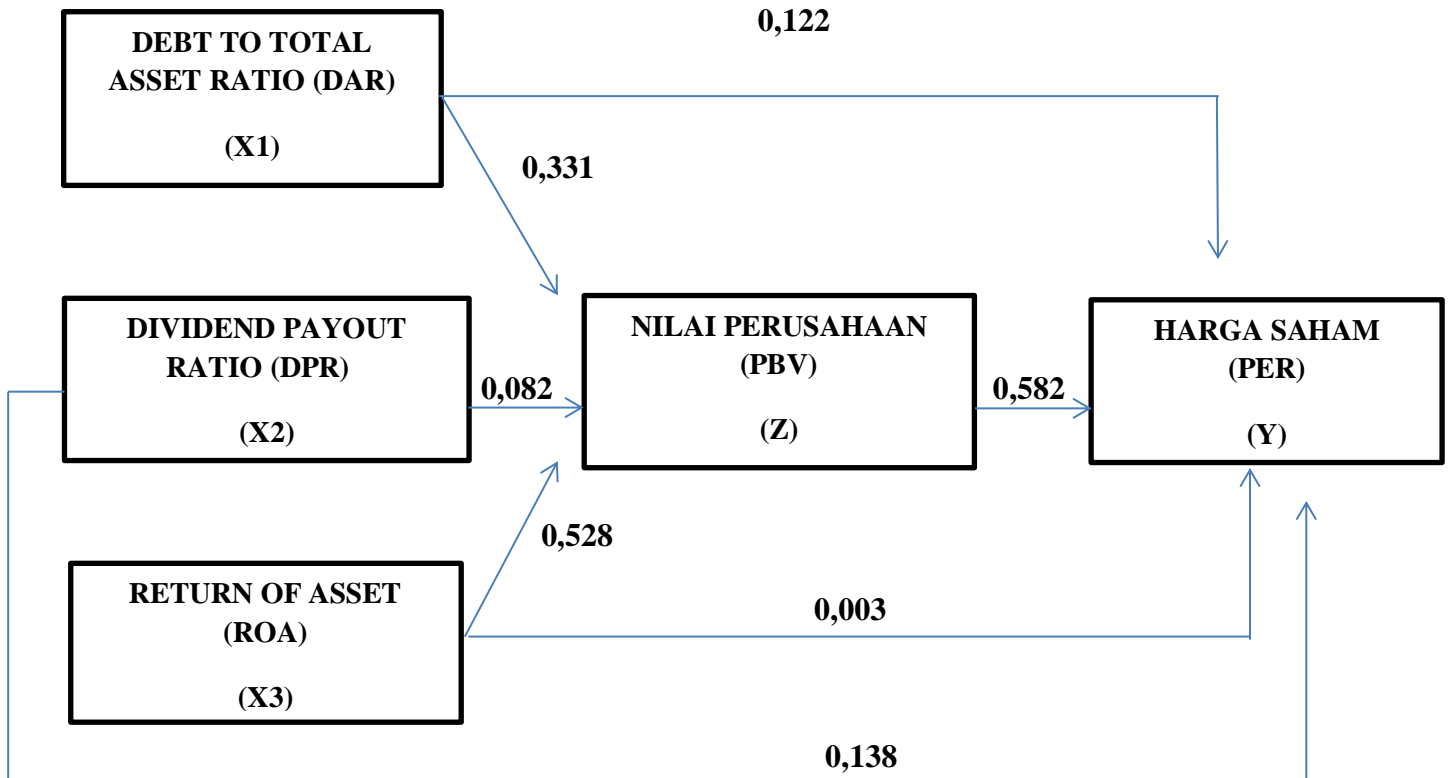 0,122
DEBT TO TOTAL
ASSET RATIO (DAR)
(X1)
0,331
DIVIDEND PAYOUT
RATIO (DPR)
(X2)
0,082
NILAI PERUSAHAAN
(PBV)
(Z)
0,582
HARGA SAHAM
(PER)
(Y)
0,528
RETURN OF ASSET
(ROA)
(X3)
0,003
0,138